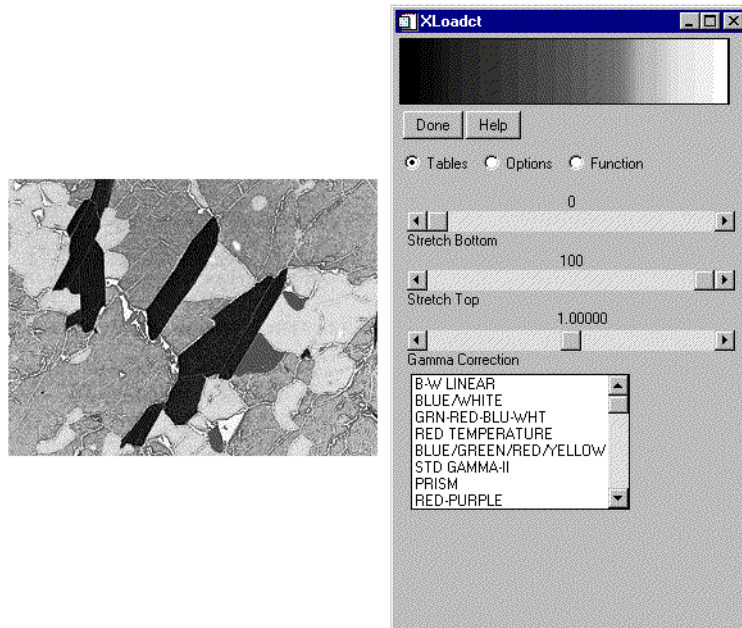 XLoadct
Done Help
Tables Options Function
0
Stretch Bottom
100
Stretch Top
1.00000
Gamma Correction
B-W LINEAR
BLUE/WHITE
GRN-RED-BLU-WHT
RED TEMPERATURE
BLUE/GREEN/RED/YELLOW
STD GAMMA-II
PRISM
RED-PURPLE